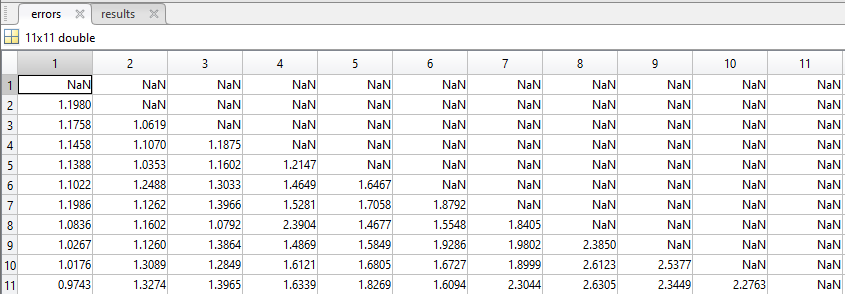 errors results
11x11 double
1 2 3 4 5 6 7 8 9 10 11
1 NaN NaN NaN NaN NaN NaN NaN NaN NaN NaN NaN
2 1.1980 NaN NaN NaN NaN NaN NaN NaN NaN NaN NaN
3 1.1758 1.0619 NaN NaN NaN NaN NaN NaN NaN NaN NaN
4 1.1458 1.1070 1.1875 NaN NaN NaN NaN NaN NaN NaN NaN
5 1.1388 1.0353 1.1602 1.2147 NaN NaN NaN NaN NaN NaN NaN
6 1.1022 1.2488 1.3033 1.4649 1.6467 NaN NaN NaN NaN NaN NaN
7 1.1986 1.1262 1.3966 1.5281 1.7058 1.8792 NaN NaN NaN NaN NaN
8 1.0836 1.1602 1.0792 2.3904 1.4677 1.5548 1.8405 NaN NaN NaN NaN
9 1.0267 1.1260 1.3864 1.4869 1.5849 1.9286 1.9802 2.3850 NaN NaN NaN
10 1.0176 1.3089 1.2849 1.6121 1.6805 1.6727 1.8999 2.6123 2.5377 NaN NaN
11 0.9743 1.3274 1.3965 1.6339 1.8269 1.6094 2.3044 2.6305 2.3449 2.2763 NaN